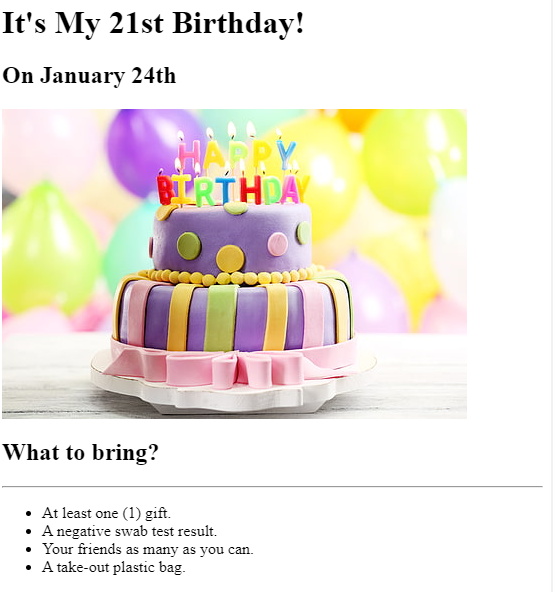 It's My 21st Birthday!
On January 24th
HAPPY
BIRTHDAY
What to bring?
At least one (1) gift.
A negative swab test result.
Your friends as many as you can.
A take-out plastic bag.